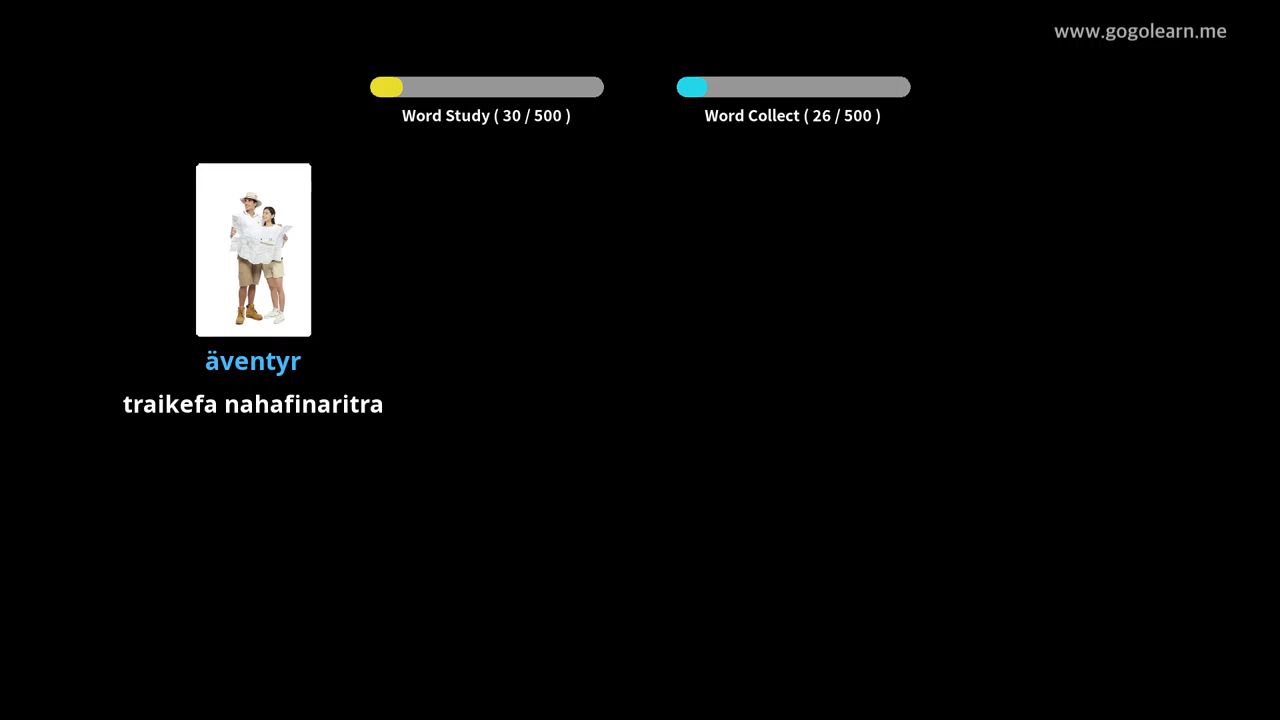 www.gogolearn.me
Word Study ( 30 / 500 )
Word Collect ( 26 / 500 )
äventyr
traikefa nahafinaritra